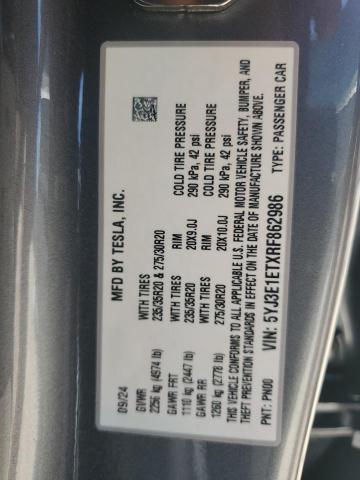 MFD BY TESLA, INC.
09/24
GVWR
2256 kg (4974 lb)
WITH TIRES
235/35R20 & 275/30R20
GAWR FRT
1110 kg (2447 lb)
WITH TIRES
235/35R20
RIM
20X9.0J
COLD TIRE PRESSURE
290 kPa, 42 psi
GAWR RR
1260 kg (2778 lb)
WITH TIRES
275/30R20
RIM
20X10.0J
COLD TIRE PRESSURE
290 kPa, 42 psi
THIS VEHICLE CONFORMS TO ALL APPLICABLE U.S. FEDERAL MOTOR VEHICLE SAFETY, BUMPER, AND
THEFT PREVENTION STANDARDS IN EFFECT ON THE DATE OF MANUFACTURE SHOWN ABOVE.
VIN: 5YJ3E1ETXRF862986
PNT: PN00
TYPE: PASSENGER CAR